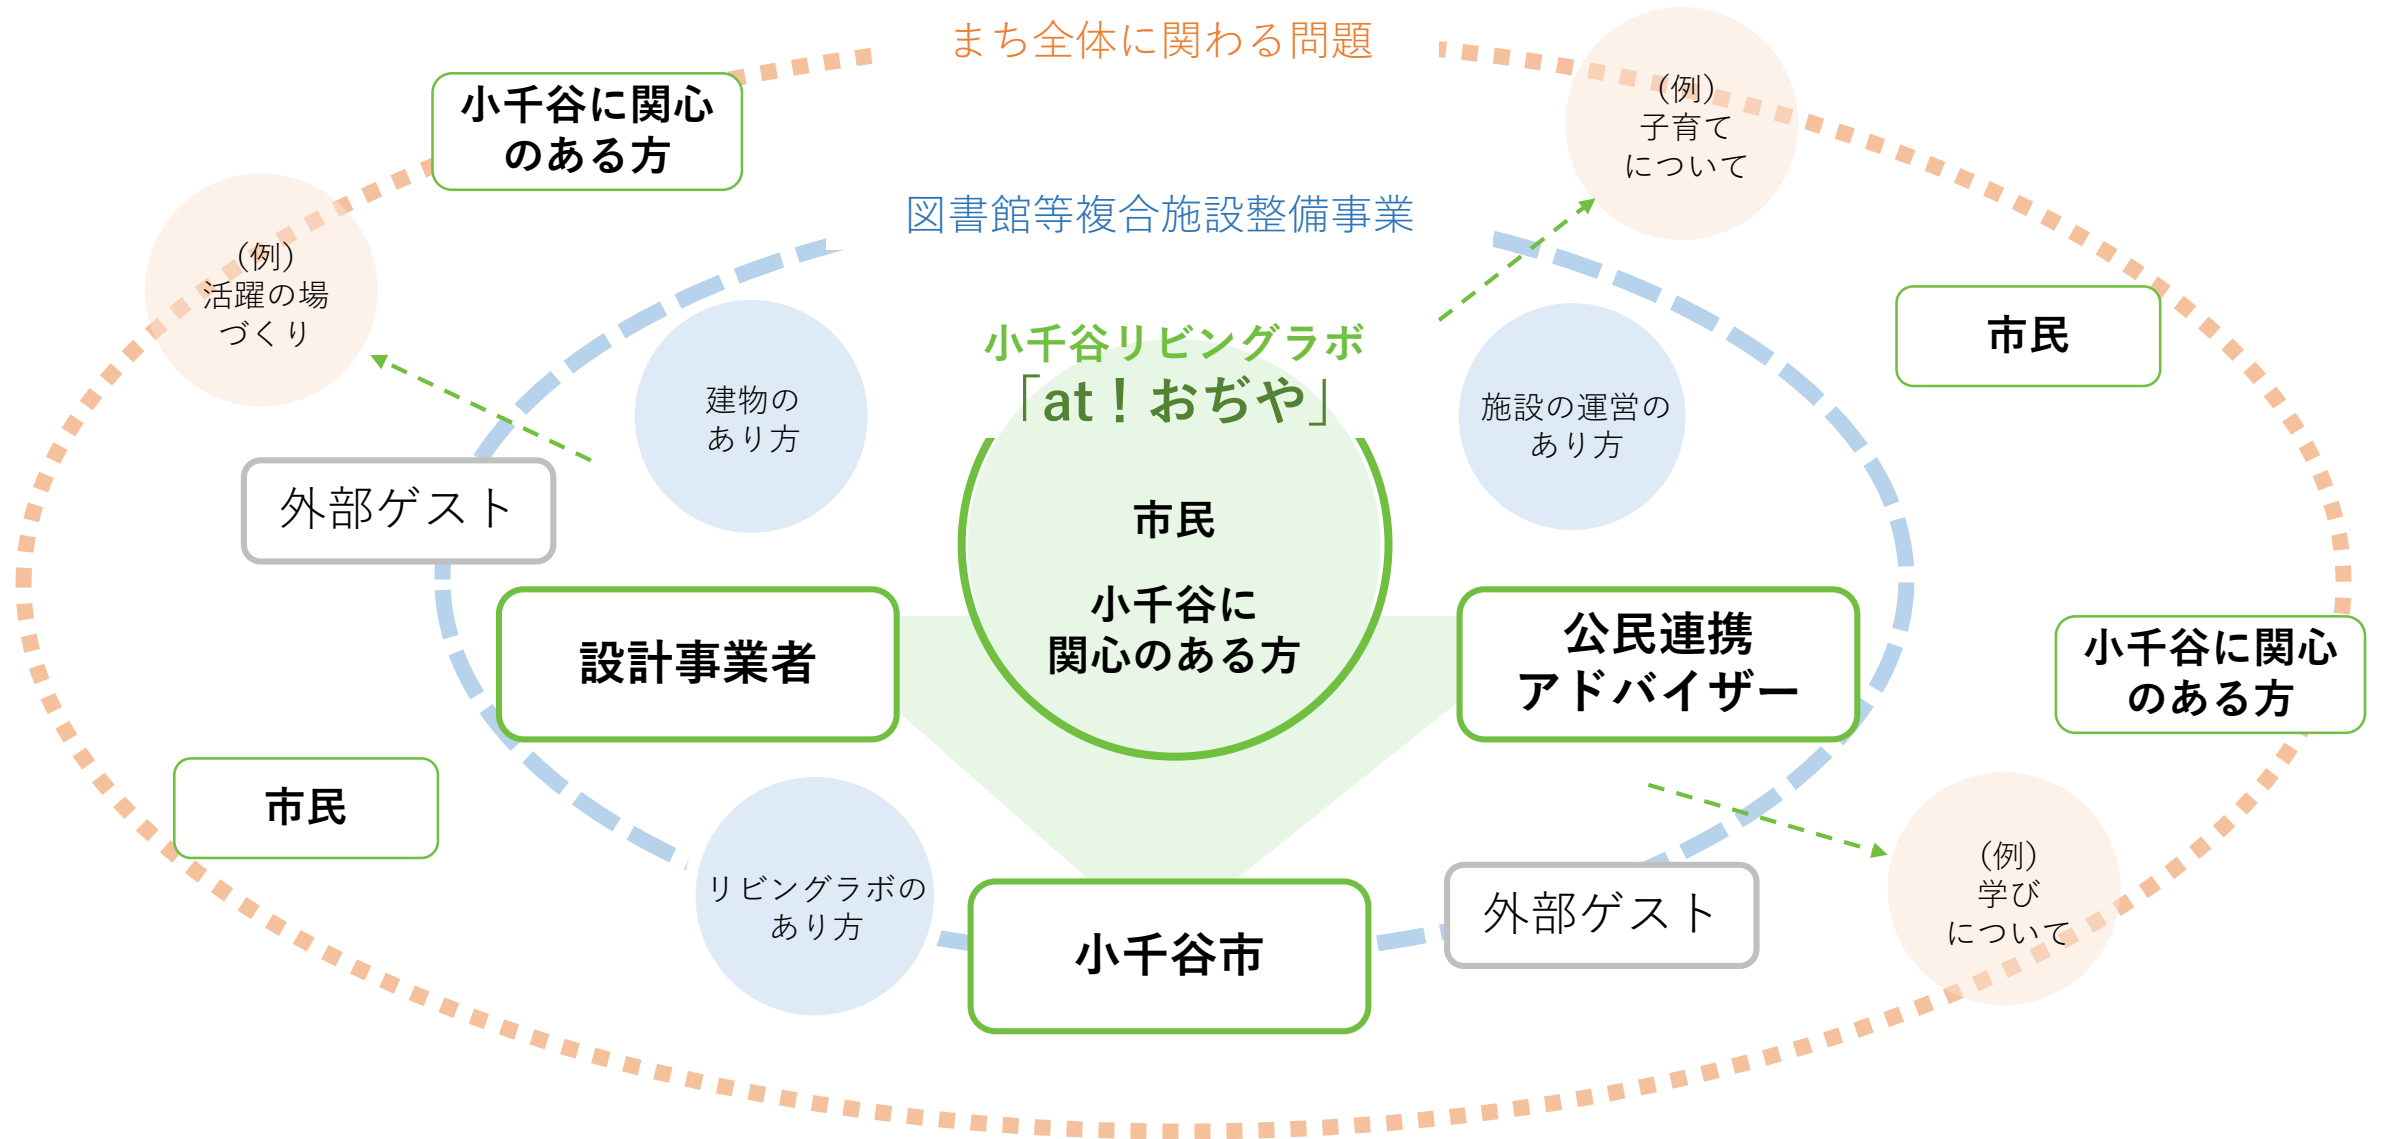 まち全体に関わる問題
小千谷に関心
のある方
（例）
子育て
について
図書館等複合施設整備事業
（例）
活躍の場
づくり
市民
小千谷リビングラボ
「at！おぢや」
建物の
あり方
施設の運営の
あり方
外部ゲスト
市民
小千谷に
関心のある方
設計事業者
公民連携
アドバイザー
小千谷に関心
のある方
市民
リビングラボの
あり方
小千谷市
外部ゲスト
（例）
学び
について